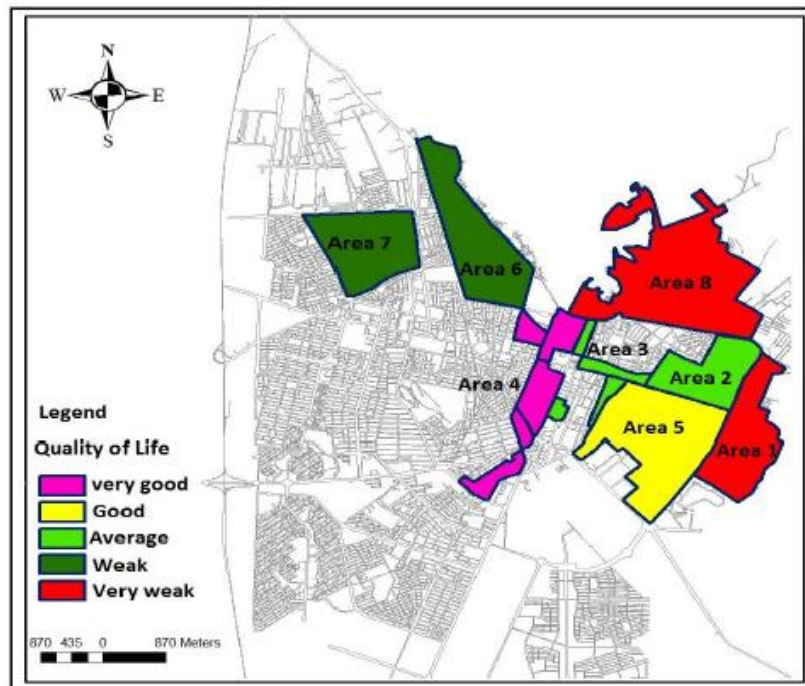 N
W E
S
Area 7
Area 6
Area 8
Area 3
Area 4
Area 2
Area 5
Area 1
Legend
Quality of Life
very good
Good
Average
Weak
Very weak
870 435 0 870 Meters